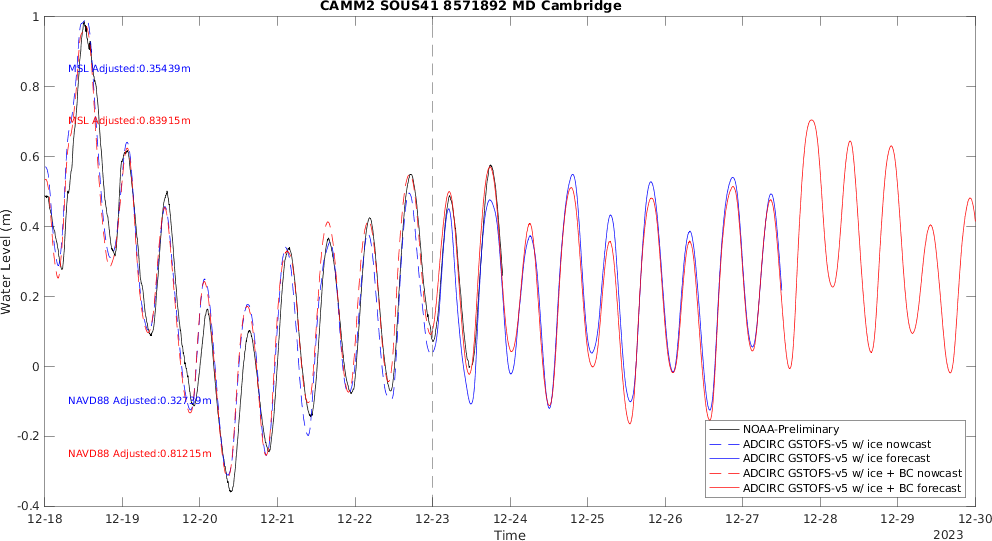 CAMM2 SOUS41 8571892 MD Cambridge
1
0.8
0.6
0.4
0.2
0
-0.2
-0.4
Water Level (m)
MSL Adjusted:0.35439m
MSL Adjusted:0.83915m
NAVD88 Adjusted:0.32739m
NAVD88 Adjusted:0.81215m
NOAA-Preliminary
ADCIRC GSTOFS-v5 w/ ice nowcast
ADCIRC GSTOFS-v5 w/ ice forecast
ADCIRC GSTOFS-v5 w/ ice + BC nowcast
ADCIRC GSTOFS-v5 w/ ice + BC forecast
12-18 12-19 12-20 12-21 12-22 12-23 12-24 12-25 12-26 12-27 12-28 12-29 12-30
Time
2023